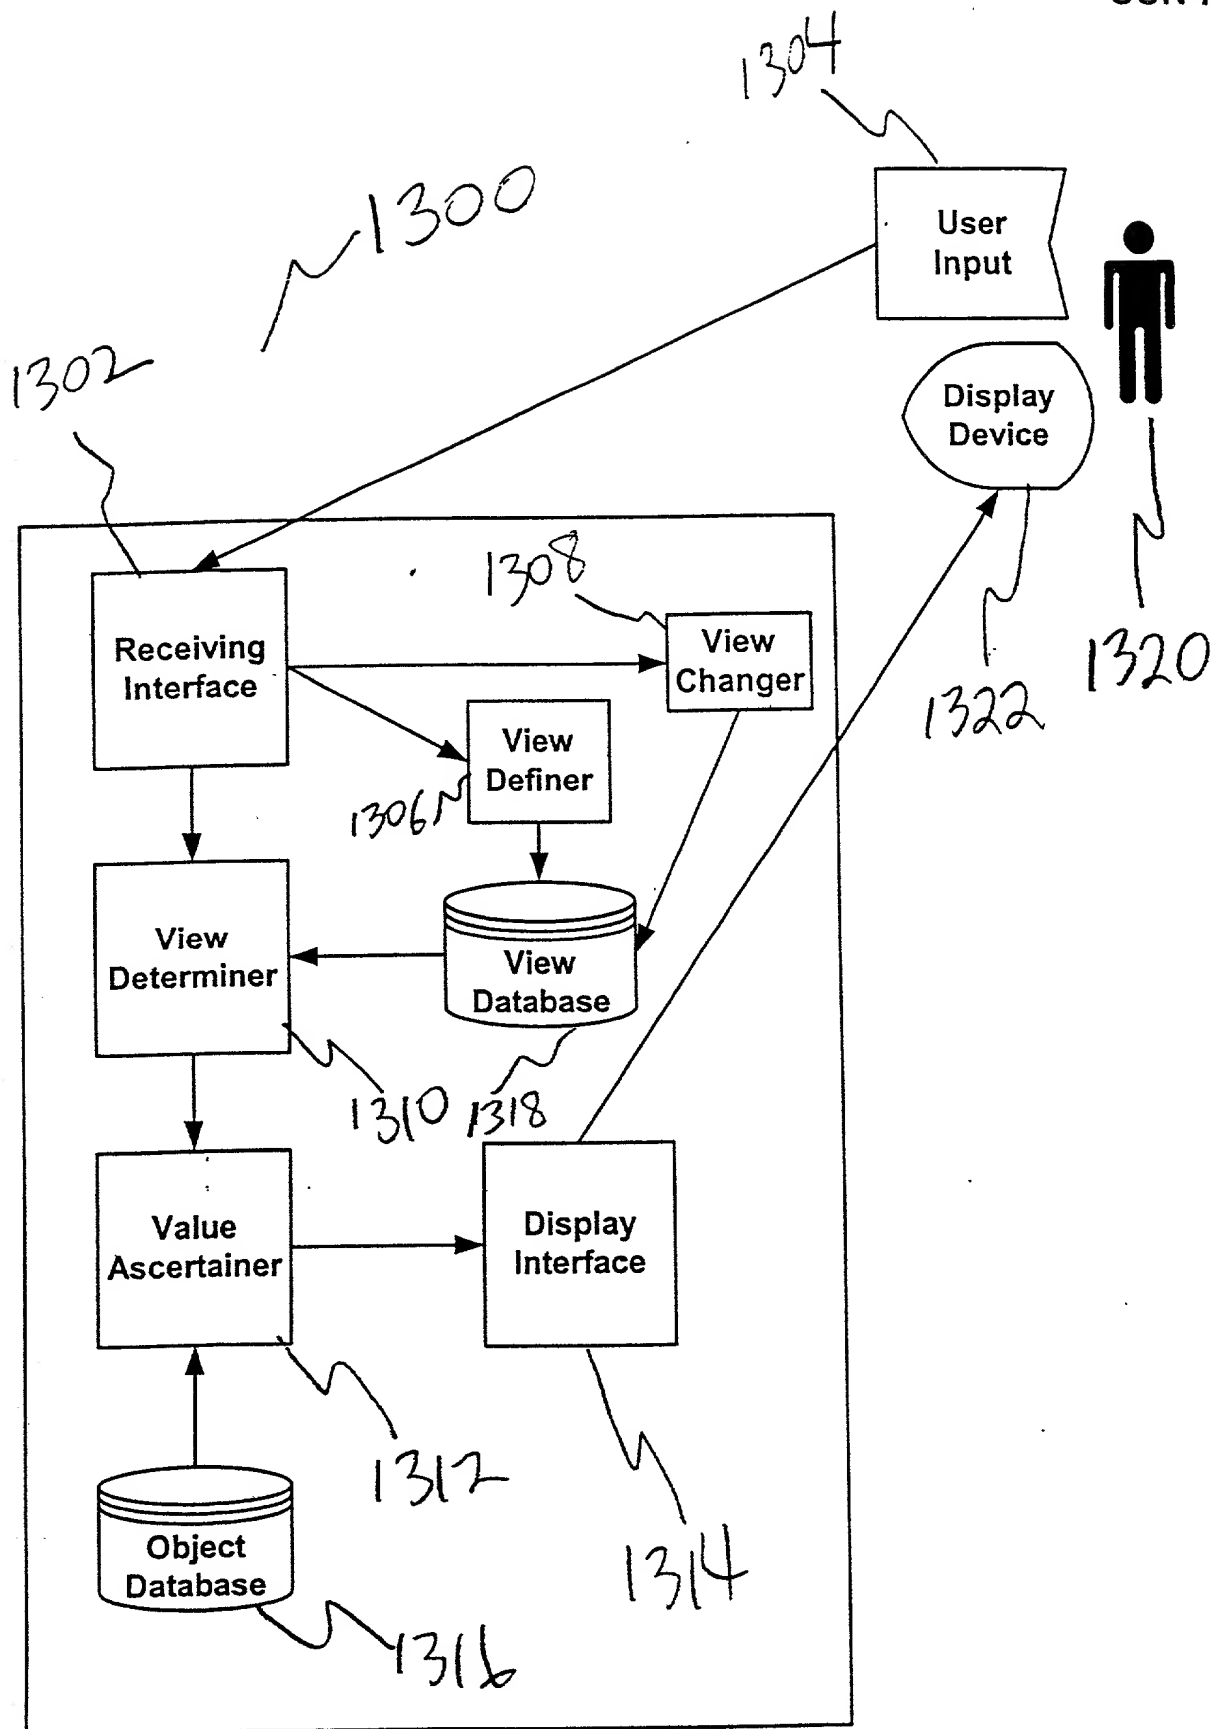 1304
1300
User
Input
1302
Display
Device
1308
Receiving
Interface
View
Changer
1320
1322
View
Definer
1306
View
Determiner
View
Database
1310
1318
Value
Ascertainer
Display
Interface
1312
Object
Database
1314
1316